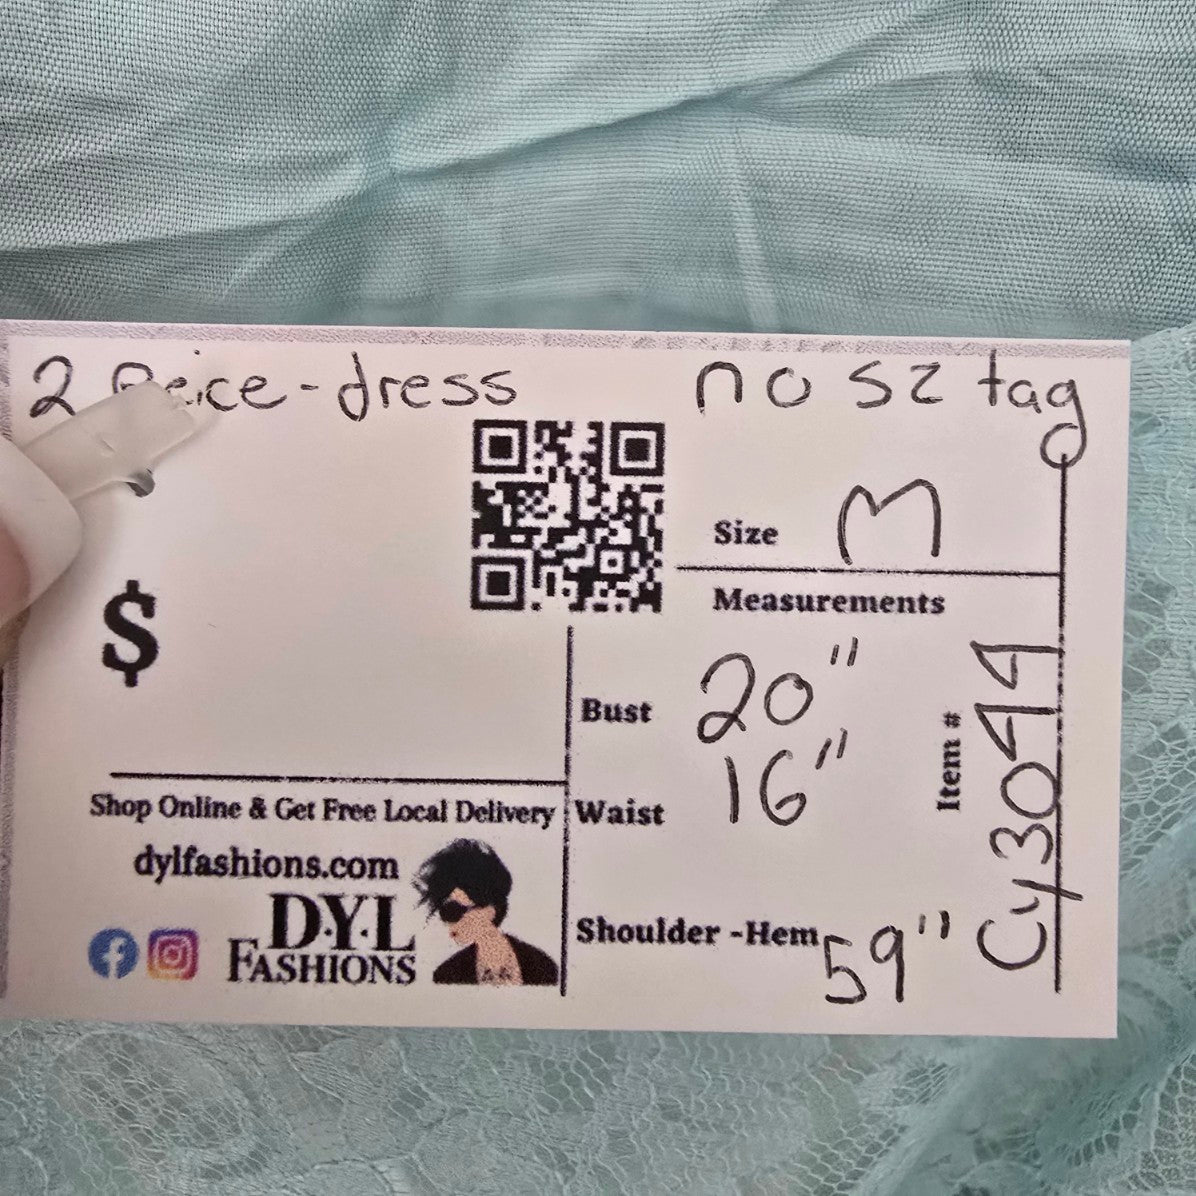 2 Peice-dress
no sz tag
Size M
Measurements
$
Bust 20"
Waist 16"
Shoulder -Hem 59"
Item # Cy3044
Shop Online & Get Free Local Delivery
dylfashions.com
D·Y·L
FASHIONS